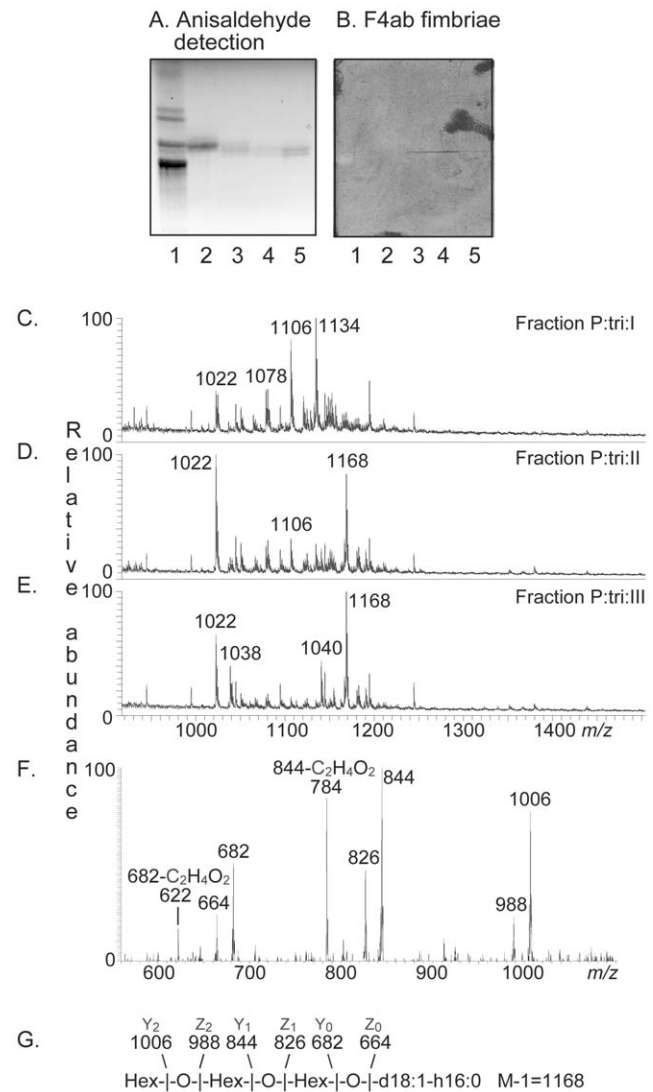 A. Anisaldehyde detection
B. F4ab fimbriae
1 2 3 4 5
1 2 3 4 5
C.
100
0
1022
1078
1106
1134
Fraction P:tri:I
D.
100
0
1022
1106
1168
Fraction P:tri:II
E.
100
0
1022
1038
1040
1168
Fraction P:tri:III
1000 1100 1200 1300 1400 m/z
Relative abundance
F.
100
0
682-C₂H₄O₂
622
664
682
844-C₂H₄O₂
784
826
844
988
1006
600 700 800 900 1000 m/z
G.
Y₂ Z₂ Y₁ Z₁ Y₀ Z₀
1006 988 844 826 682 664
Hex-|-O-|-Hex-|-O-|-Hex-|-O-|-d18:1-h16:0 M-1=1168